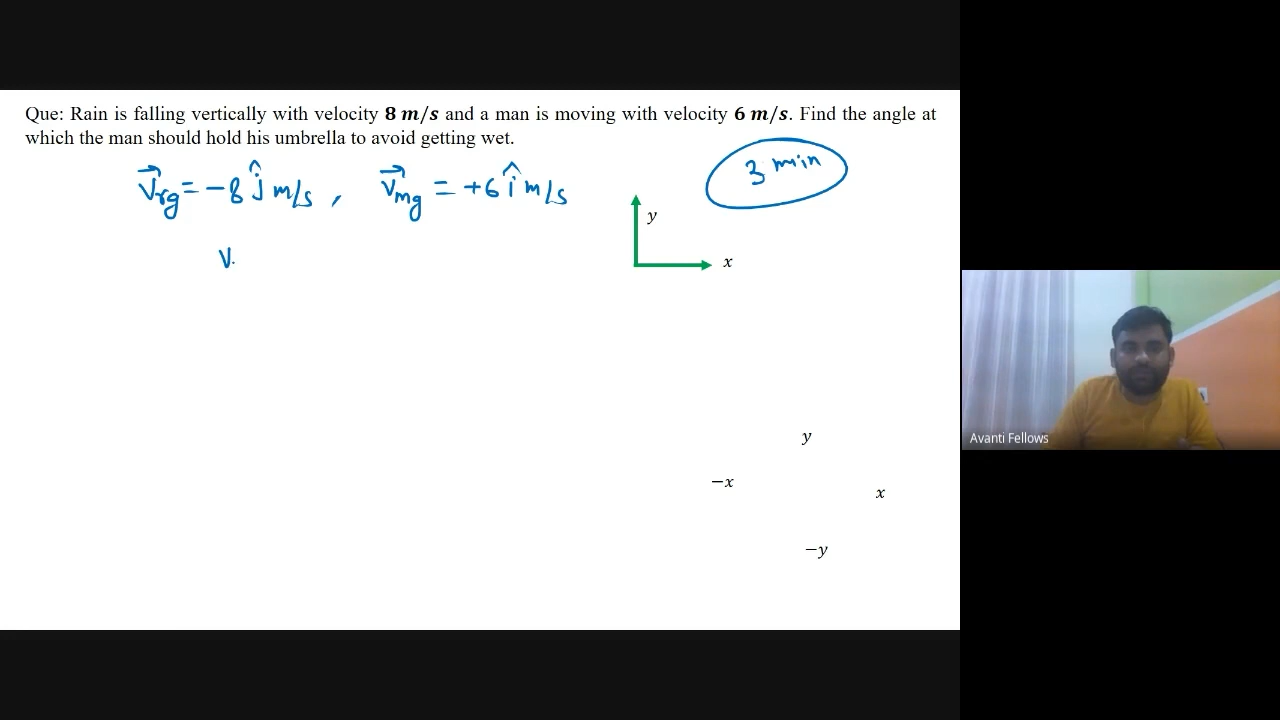 Que: Rain is falling vertically with velocity 8 m/s and a man is moving with velocity 6 m/s. Find the angle at
which the man should hold his umbrella to avoid getting wet.
3 min
V⃗rg = -8 ĵ m/s , V⃗mg = +6 î m/s
y
x
V.
y
−x
x
−y
Avanti Fellows